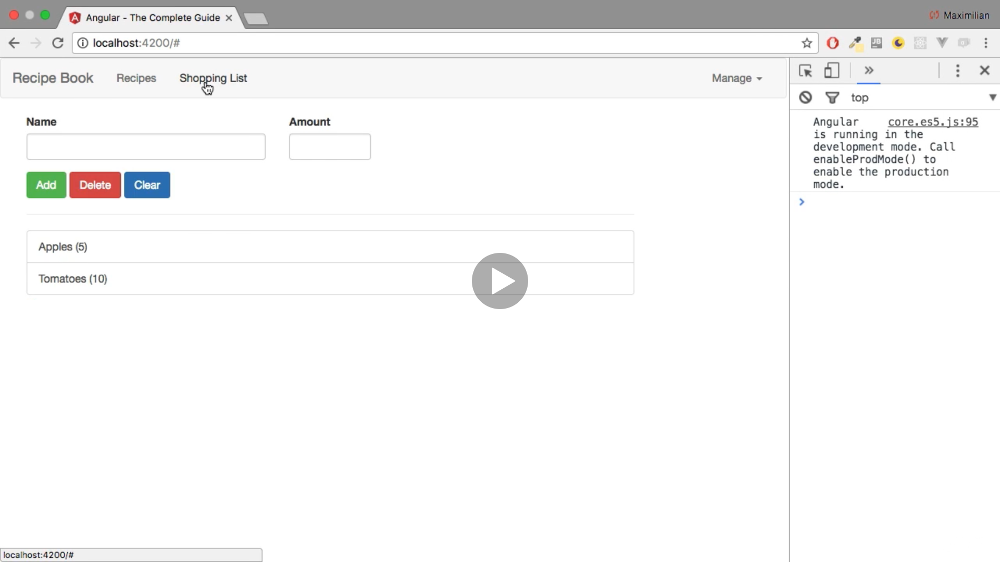 Angular - The Complete Guide
Maximilian
localhost:4200/#
Recipe Book
Recipes
Shopping List
Manage
top
Name
Amount
Angular core.es5.js:95
is running in the
development mode. Call
enableProdMode() to
enable the production
mode.
Add
Delete
Clear
Apples (5)
Tomatoes (10)
localhost:4200/#
JB